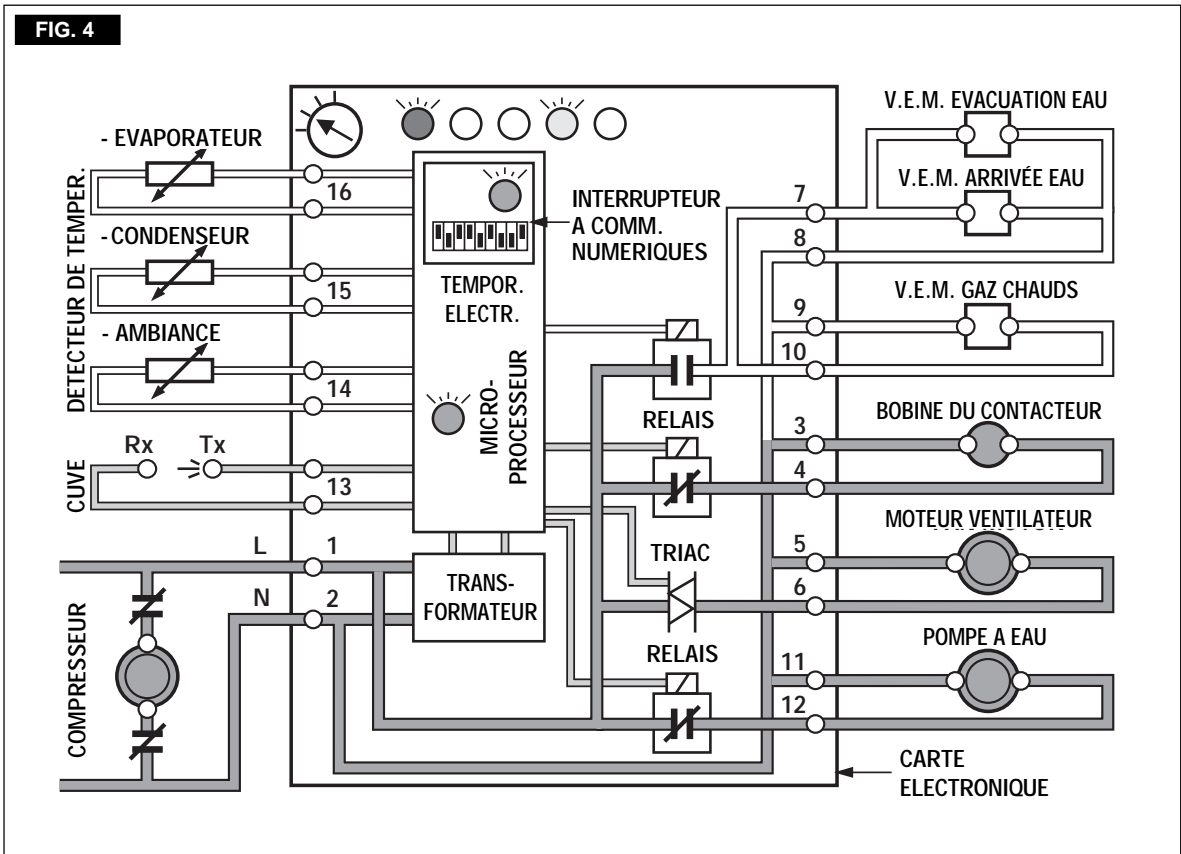 FIG. 4
DETECTEUR DE TEMPER.
- EVAPORATEUR
16
-CONDENSEUR
15
- AMBIANCE
14
CUVE
Rx
Tx
13
L
1
N
2
COMPRESSEUR
INTERRUPTEUR
A COMM.
NUMERIQUES
TEMPOR.
ELECTR.
MICRO-
PROCESSEUR
TRANS-
FORMATEUR
RELAIS
TRIAC
RELAIS
V.E.M. EVACUATION EAU
V.E.M. ARRIVÉE EAU
7
8
V.E.M. GAZ CHAUDS
9
10
BOBINE DU CONTACTEUR
3
4
MOTEUR VENTILATEUR
5
6
POMPE A EAU
11
12
CARTE
ELECTRONIQUE